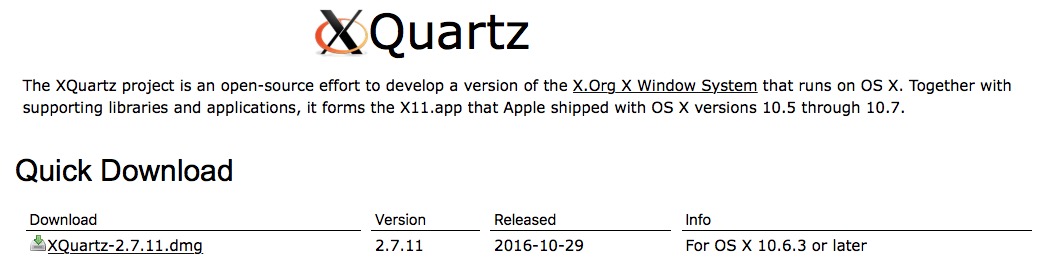 XQuartz
The XQuartz project is an open-source effort to develop a version of the X.Org X Window System that runs on OS X. Together with
supporting libraries and applications, it forms the X11.app that Apple shipped with OS X versions 10.5 through 10.7.
Quick Download
Download Version Released Info
XQuartz-2.7.11.dmg 2.7.11 2016-10-29 For OS X 10.6.3 or later